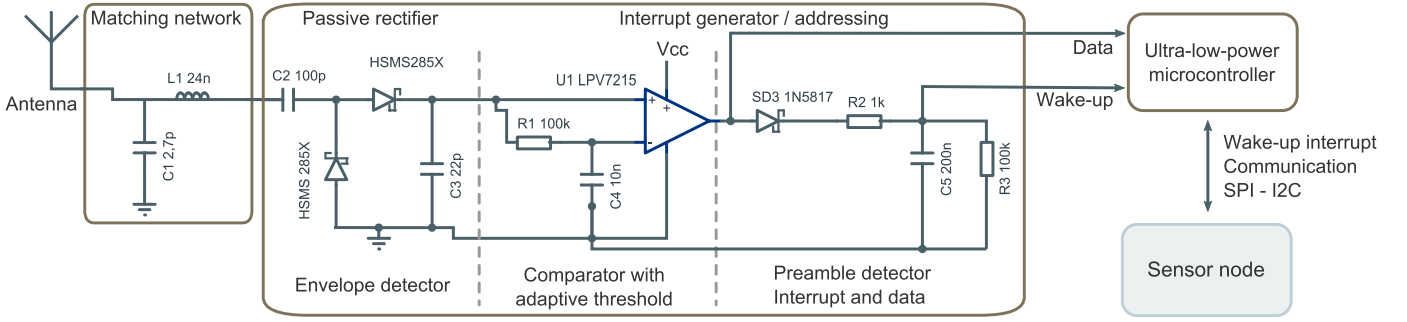 Antenna
Matching network
L1 24n
C1 2,7p
Passive rectifier
Interrupt generator / addressing
C2 100p
HSMS285X
HSMS 285X
C3 22p
Envelope detector
Vcc
U1 LPV7215
+
+
-
R1 100k
C4 10n
Comparator with
adaptive threshold
SD3 1N5817
R2 1k
C5 200n
R3 100k
Preamble detector
Interrupt and data
Data
Wake-up
Ultra-low-power
microcontroller
Wake-up interrupt
Communication
SPI - I2C
Sensor node